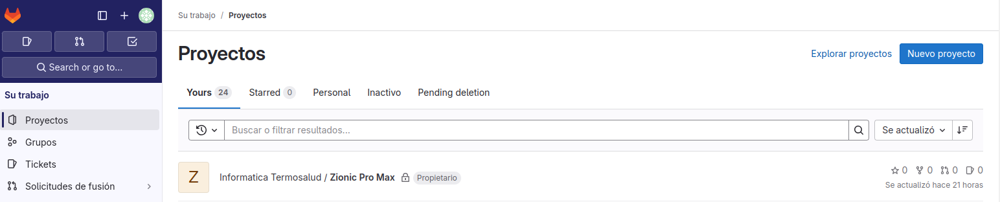 Su trabajo / Proyectos
Search or go to...
Su trabajo
Proyectos
Grupos
Tickets
Solicitudes de fusión
Proyectos
Explorar proyectos Nuevo proyecto
Yours 24 Starred 0 Personal Inactivo Pending deletion
Buscar o filtrar resultados... Se actualizó
Z Informatica Termosalud / Zionic Pro Max Propietario 0 0 0 0
Se actualizó hace 21 horas